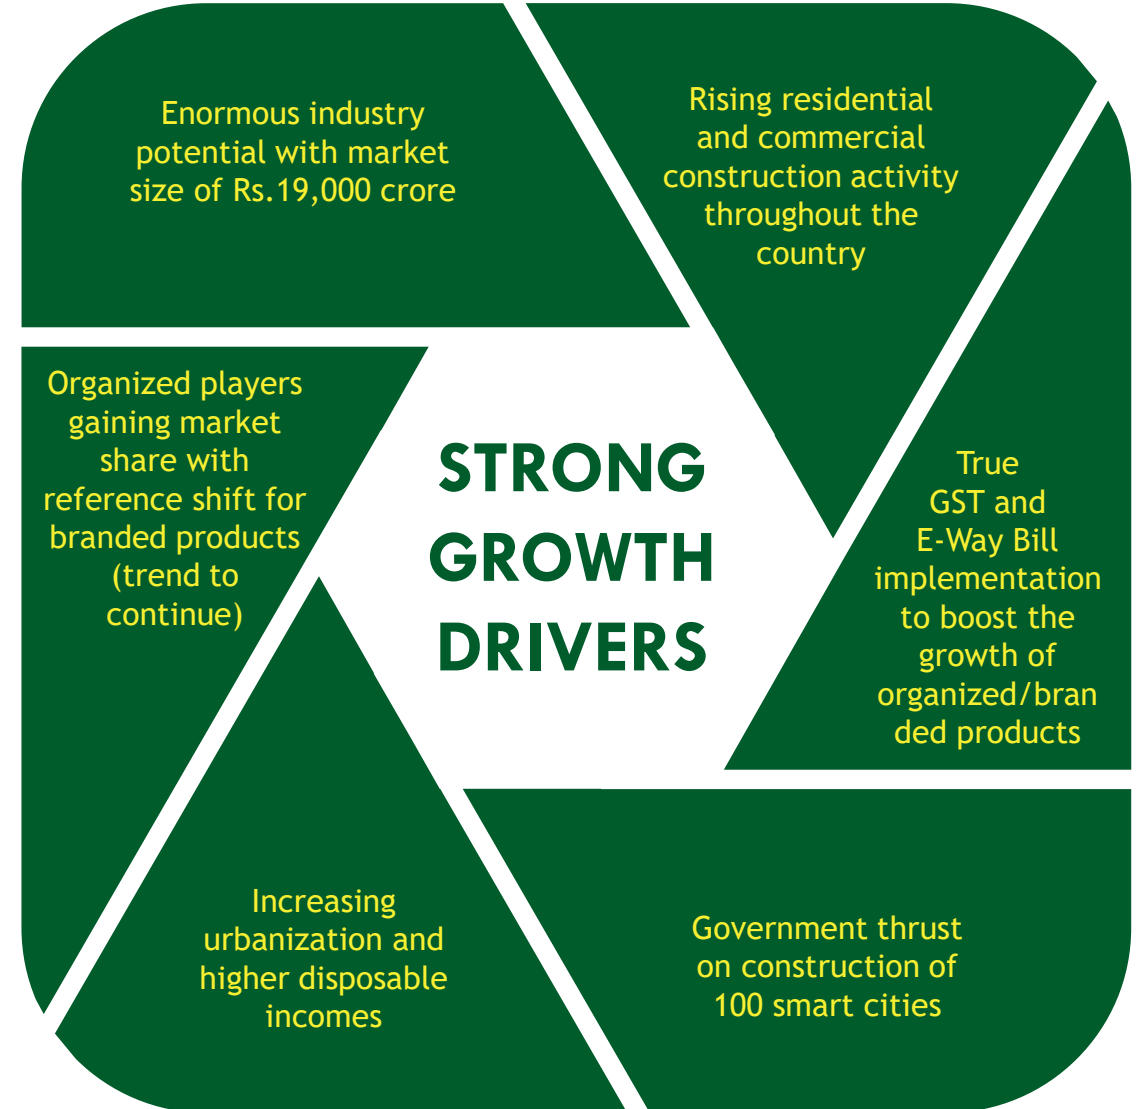 Enormous industry
potential with market
size of Rs.19,000 crore
Rising residential
and commercial
construction activity
throughout the
country
Organized players
gaining market
share with
reference shift for
branded products
(trend to
continue)
STRONG
GROWTH
DRIVERS
True
GST and
E-Way Bill
implementation
to boost the
growth of
organized/bran
ded products
Increasing
urbanization and
higher disposable
incomes
Government thrust
on construction of
100 smart cities